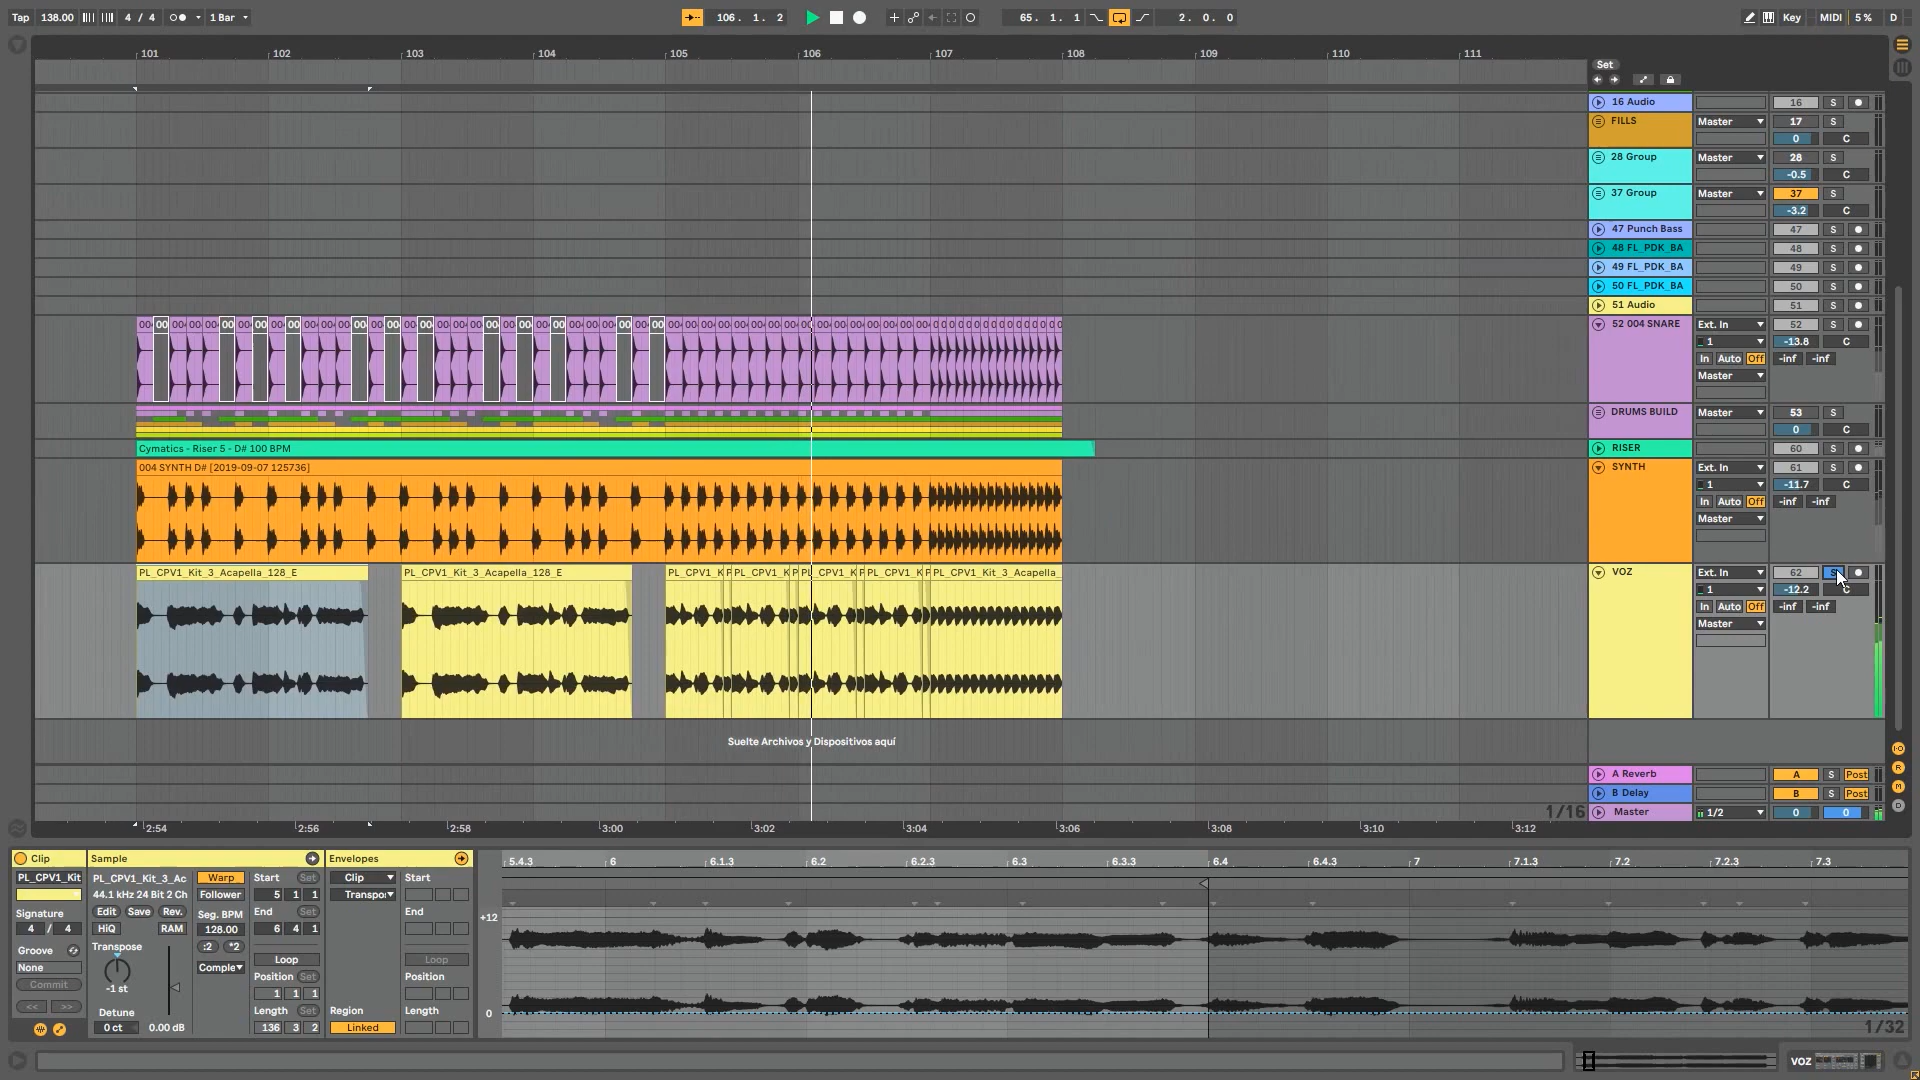 Tap 138.00 4 / 4 1 Bar 106. 1. 2 65. 1. 1 2. 0. 0 Key MIDI 5 % D
101 102 103 104 105 106 107 108 109 110 111
Set
16 Audio 16 S
FILLS Master 17 S
0 C
28 Group Master 28 S
-0.5 C
37 Group Master 37 S
-3.2 C
47 Punch Bass 47 S
48 FL_PDK_BA 48 S
49 FL_PDK_BA 49 S
50 FL_PDK_BA 50 S
51 Audio 51 S
52 004 SNARE Ext. In 52 S
1 -13.8 C
In Auto Off -inf -inf
Master
DRUMS BUILD Master 53 S
0 C
Cymatics - Riser 5 - D# 100 BPM RISER 60 S
004 SYNTH D# [2019-09-07 125736] SYNTH Ext. In 61 S
1 -11.7 C
In Auto Off -inf -inf
Master
PL_CPV1_Kit_3_Acapella_128_E PL_CPV1_Kit_3_Acapella_128_E PL_CPV1_K PL_CPV1_K PL_CPV1_K PL_CPV1_K PL_CPV1_Kit_3_Acapella_ VOZ Ext. In 62 S
1 -12.2 C
In Auto Off -inf -inf
Master
Suelte Archivos y Dispositivos aquí
A Reverb A S Post
B Delay B S Post
1/16 Master 1/2 0 0
2:54 2:56 2:58 3:00 3:02 3:04 3:06 3:08 3:10 3:12
Clip Sample Envelopes 5.4.3 6 6.1.3 6.2 6.2.3 6.3 6.3.3 6.4 6.4.3 7 7.1.3 7.2 7.2.3 7.3
PL_CPV1_Kit PL_CPV1_Kit_3_Ac Warp Start Set Clip Start
44.1 kHz 24 Bit 2 Ch Follower 5 1 1 Transpo
Signature Edit Save Rev. Seg. BPM End Set End
4 / 4 HiQ RAM 128.00 6 4 1
Groove Transpose :2 *2
None Comple Loop Loop
Commit Position Set Position
-1 st 1 1 1
<< >> Detune Length Set Region Length
0 ct 0.00 dB 136 3 2 Linked
+12
0
1/32
VOZ